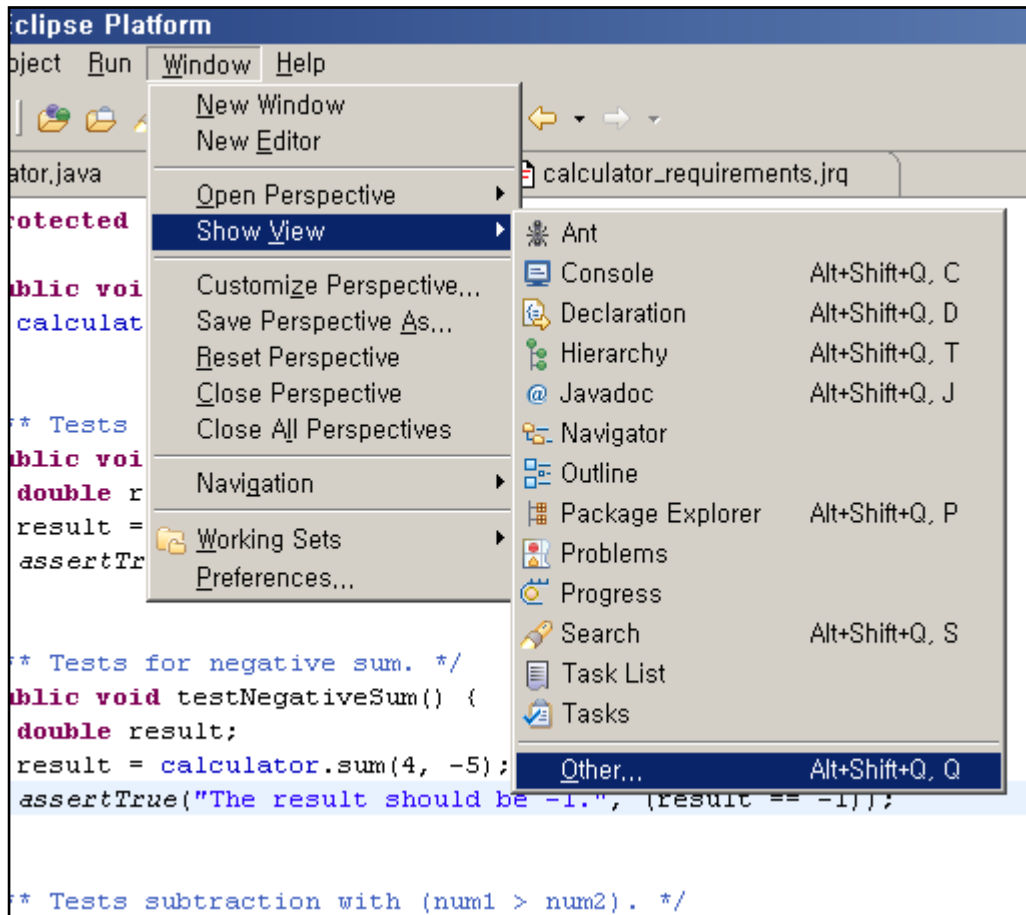 Eclipse Platform
oject Run Window Help
ator.java
calculator_requirements.jrq
New Window
New Editor
Open Perspective
Show View
Customize Perspective...
Save Perspective As...
Reset Perspective
Close Perspective
Close All Perspectives
Navigation
Working Sets
Preferences...
Ant
Console Alt+Shift+Q, C
Declaration Alt+Shift+Q, D
Hierarchy Alt+Shift+Q, T
Javadoc Alt+Shift+Q, J
Navigator
Outline
Package Explorer Alt+Shift+Q, P
Problems
Progress
Search Alt+Shift+Q, S
Task List
Tasks
Other... Alt+Shift+Q, Q
rotected
ublic voi
calculat
** Tests
ublic voi
double r
result =
assertTr
** Tests for negative sum. */
ublic void testNegativeSum() {
double result;
result = calculator.sum(4, -5);
assertTrue("The result should be -1.", (result == -1));
** Tests subtraction with (num1 > num2). */